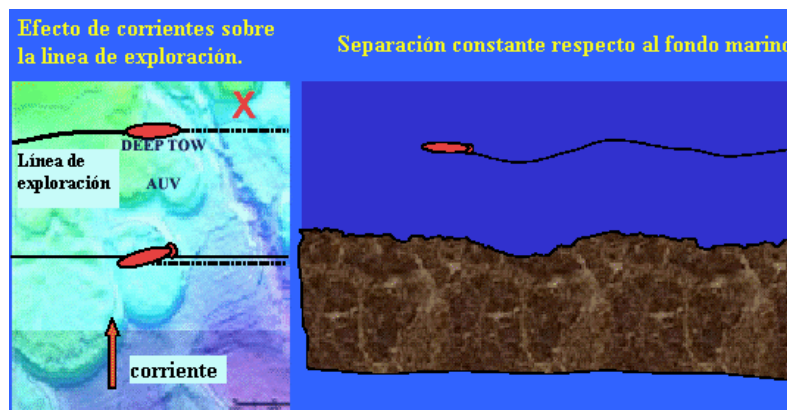 Efecto de corrientes sobre
la linea de exploración.
Separación constante respecto al fondo marino
X
DEEP TOW
Línea de
exploración
AUV
corriente